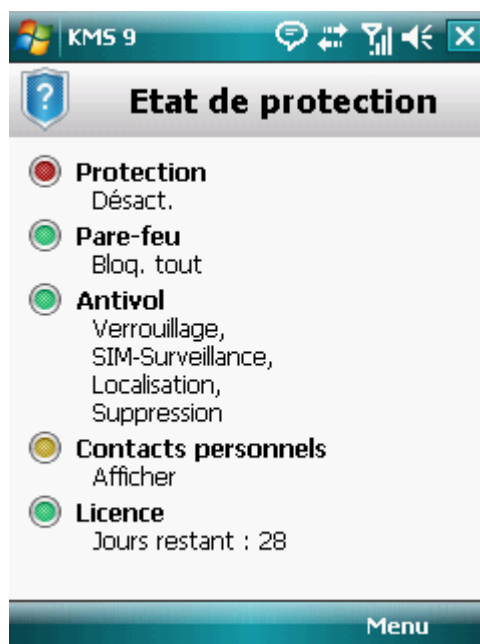 KMS 9
Etat de protection
Protection
Désact.
Pare-feu
Bloq. tout
Antivol
Verrouillage,
SIM-Surveillance,
Localisation,
Suppression
Contacts personnels
Afficher
Licence
Jours restant : 28
Menu